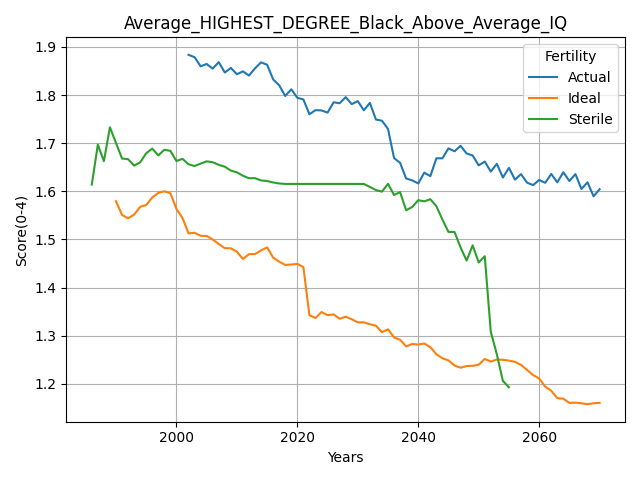 Average_HIGHEST_DEGREE_Black_Above_Average_IQ
Fertility
Actual
Ideal
Sterile
Score(0-4)
1.9
1.8
1.7
1.6
1.5
1.4
1.3
1.2
2000 2020 2040 2060
Years